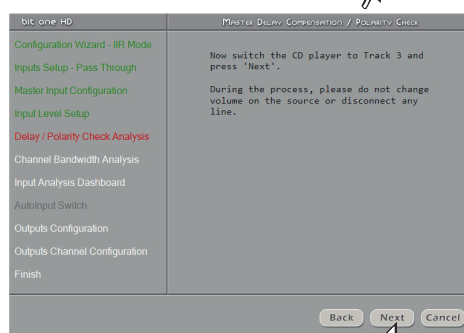 bit one HD
Master Delay Compensation / Polarity Check
Configuration Wizard - IIR Mode
Inputs Setup - Pass Through
Master Input Configuration
Input Level Setup
Delay / Polarity Check Analysis
Channel Bandwidth Analysis
Input Analysis Dashboard
AutoInput Switch
Outputs Configuration
Outputs Channel Configuration
Finish
Now switch the CD player to Track 3 and
press 'Next'.
During the process, please do not change
volume on the source or disconnect any
line.
Back Next Cancel